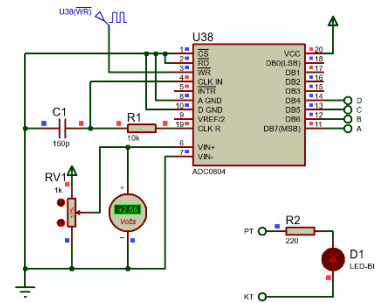 U38(WR)
U38
1 CS VCC 20
2 RD DB0(LSB) 18
3 WR DB1 17
4 CLK IN DB2 16
5 INTR DB3 15
8 A GND DB4 14 D
10 D GND DB5 13 C
9 VREF/2 DB6 12 B
19 CLK R DB7(MSB) 11 A
6 VIN+
7 VIN-
ADC0804
C1
150p
R1
10k
RV1
1k
+2.55
Volts
PT
R2
220
D1
LED-BI
KT